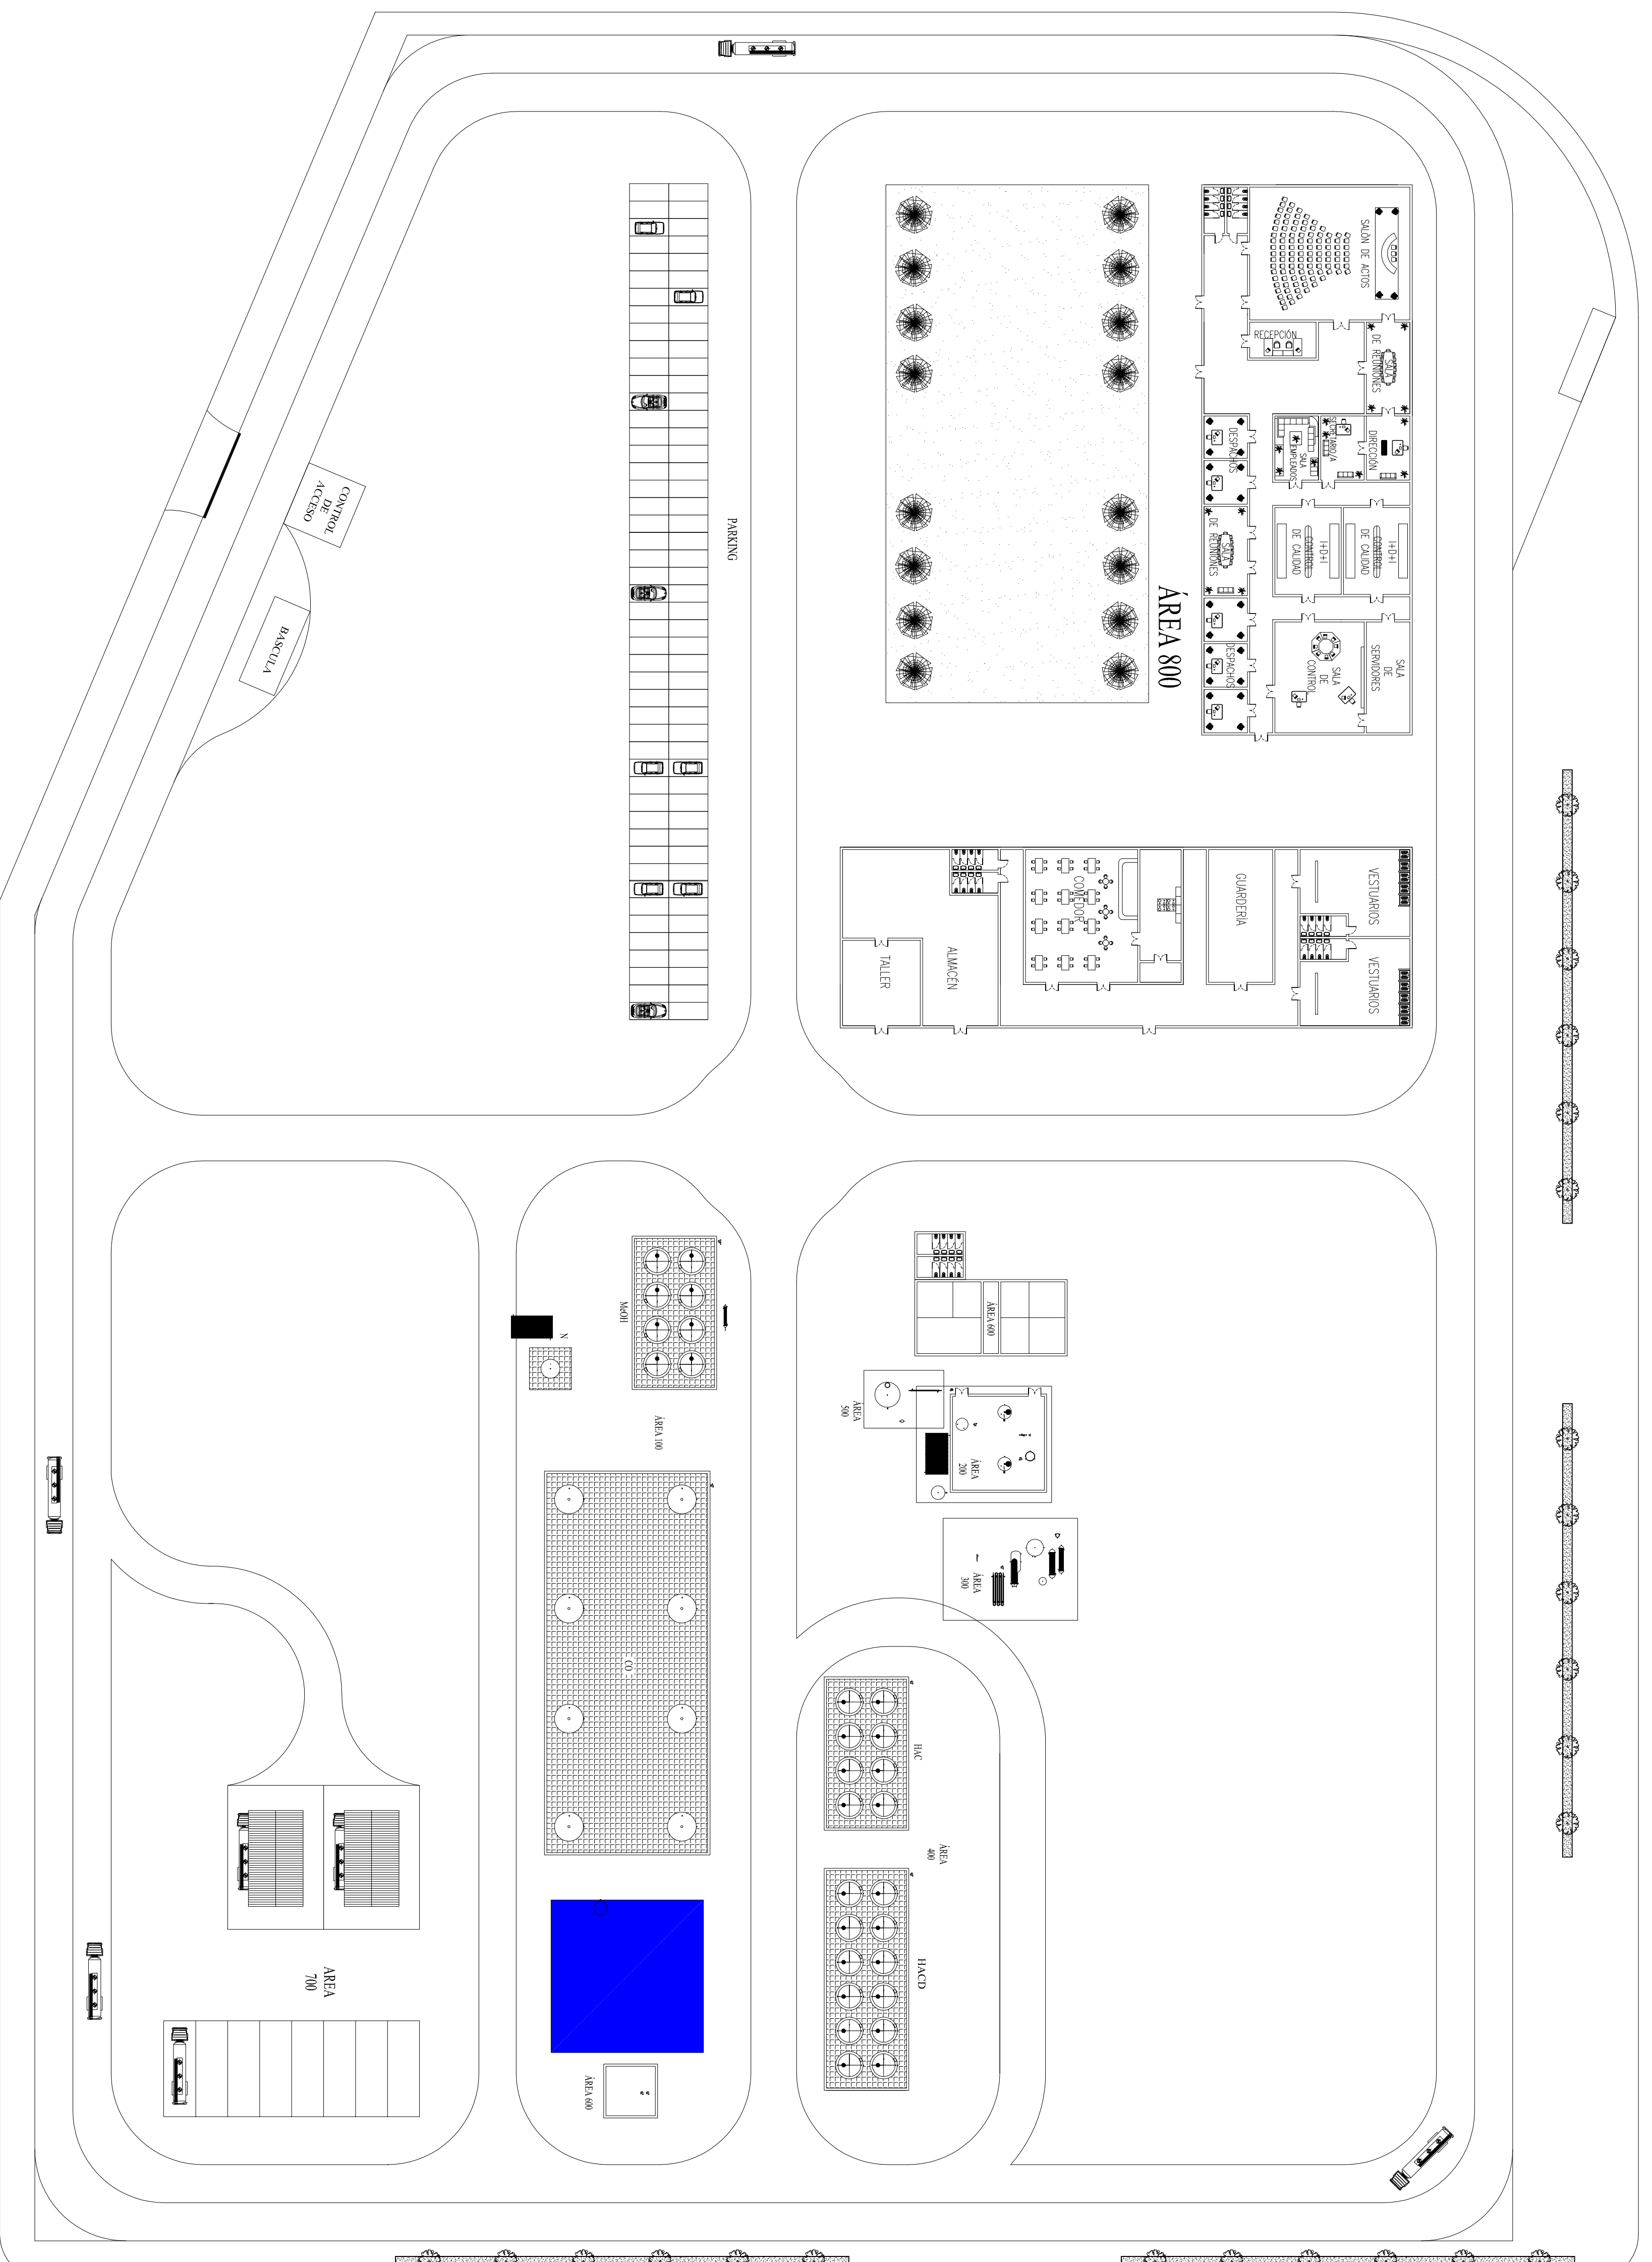 SALÒN DE ACTOS
RECEPCIÓN
SALA
DE REUNIONES
DESPACHOS
SALA
EMPLEADOS
SECRETARIO/A
DIRECCIÓN
SALA
DE REUNIONES
I+D+I
CONTROL
DE CALIDAD
I+D+I
CONTROL
DE CALIDAD
DESPACHOS
SALA
DE
CONTROL
SALA
DE
SERVIDORES
ÁREA 800
PARKING
CONTROL
DE
ACCESO
BASCULA
VESTUARIOS
VESTUARIOS
GUARDERÍA
COMEDOR
ALMACÉN
TALLER
ÁREA 600
MeOH
N
ÁREA 100
ÁREA
500
ÁREA
200
ÁREA
300
CO
HAC
ÁREA
400
HACD
AREA
700
ÁREA 600